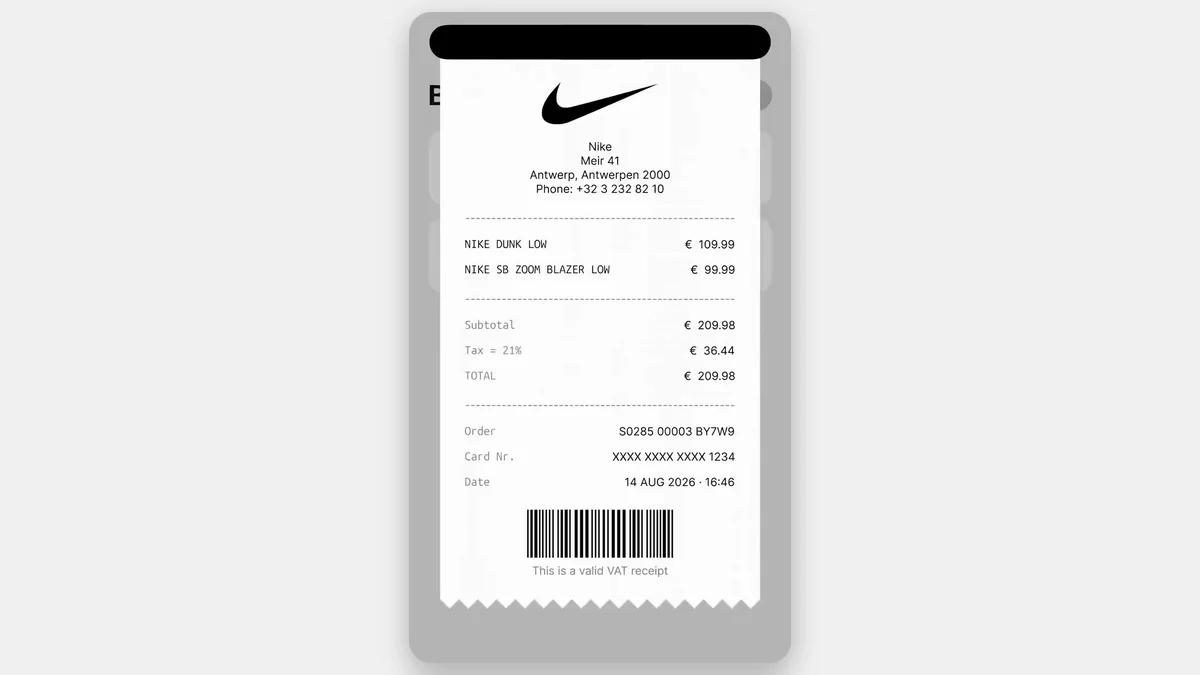 Nike
Meir 41
Antwerp, Antwerpen 2000
Phone: +32 3 232 82 10
NIKE DUNK LOW € 109.99
NIKE SB ZOOM BLAZER LOW € 99.99
Subtotal € 209.98
Tax = 21% € 36.44
TOTAL € 209.98
Order S0285 00003 BY7W9
Card Nr. XXXX XXXX XXXX 1234
Date 14 AUG 2026 · 16:46
This is a valid VAT receipt